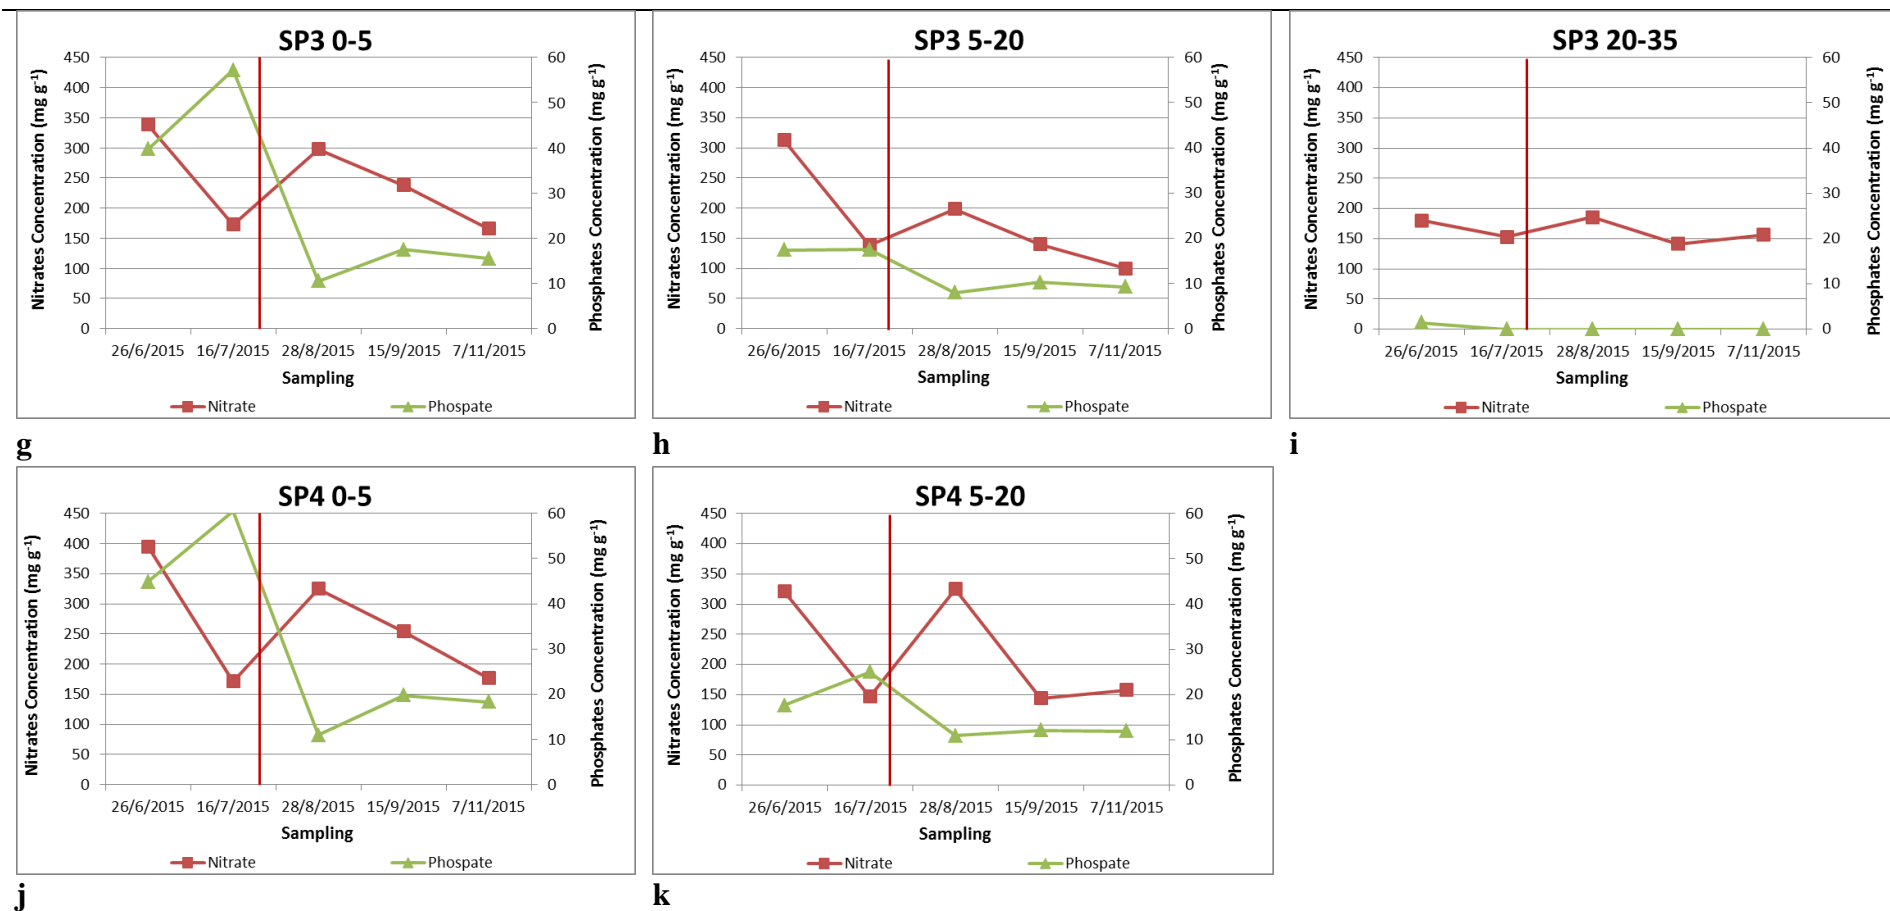 SP3 0-5
Nitrates Concentration (mg g-1)
450
400
350
300
250
200
150
100
50
0
60
50
40
30
20
10
0
Phosphates Concentration (mg g-1)
26/6/2015 16/7/2015 28/8/2015 15/9/2015 7/11/2015
Sampling
Nitrate Phospate
g
SP3 5-20
Nitrates Concentration (mg g-1)
450
400
350
300
250
200
150
100
50
0
60
50
40
30
20
10
0
Phosphates Concentration (mg g-1)
26/6/2015 16/7/2015 28/8/2015 15/9/2015 7/11/2015
Sampling
Nitrate Phospate
h
SP3 20-35
Nitrates Concentration (mg g-1)
450
400
350
300
250
200
150
100
50
0
60
50
40
30
20
10
0
Phosphates Concentration (mg g-1)
26/6/2015 16/7/2015 28/8/2015 15/9/2015 7/11/2015
Sampling
Nitrate Phospate
i
SP4 0-5
Nitrates Concentration (mg g-1)
450
400
350
300
250
200
150
100
50
0
60
50
40
30
20
10
0
Phosphates Concentration (mg g-1)
26/6/2015 16/7/2015 28/8/2015 15/9/2015 7/11/2015
Sampling
Nitrate Phospate
j
SP4 5-20
Nitrates Concentration (mg g-1)
450
400
350
300
250
200
150
100
50
0
60
50
40
30
20
10
0
Phosphates Concentration (mg g-1)
26/6/2015 16/7/2015 28/8/2015 15/9/2015 7/11/2015
Sampling
Nitrate Phospate
k